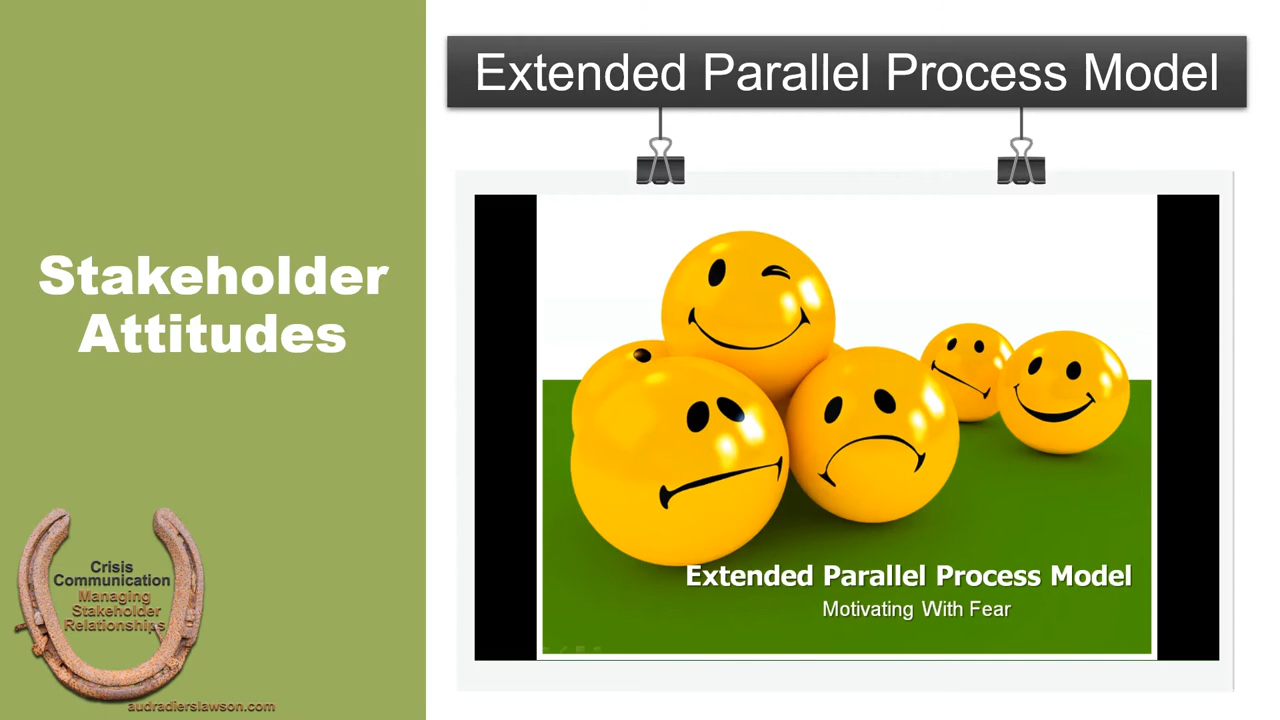 Extended Parallel Process Model
Stakeholder
Attitudes
Extended Parallel Process Model
Motivating With Fear
Crisis
Communication
Managing
Stakeholder
Relationships
audradierslawson.com